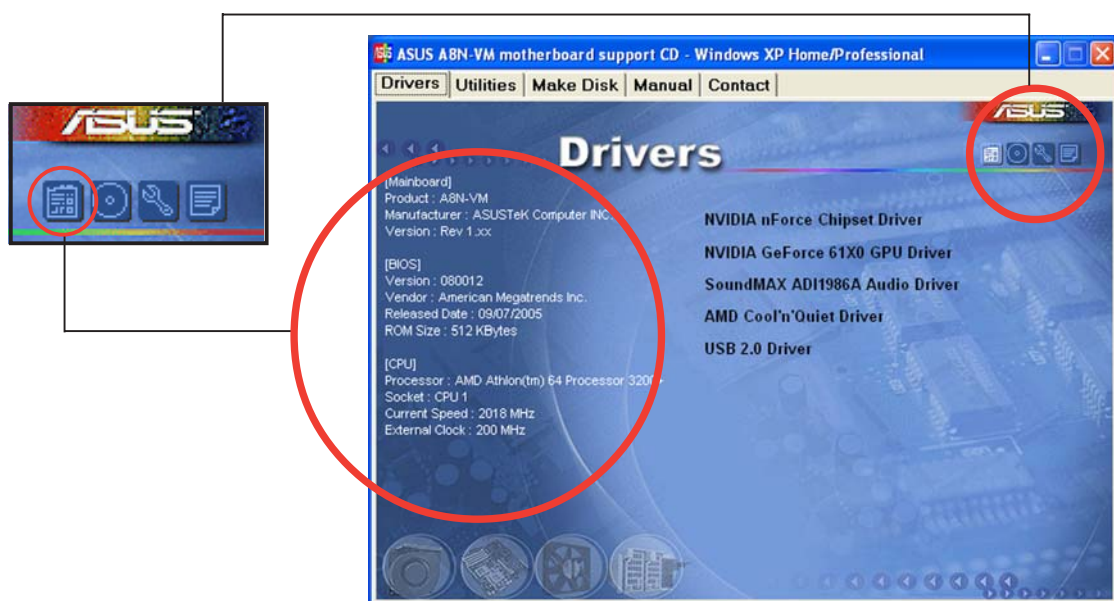 ASUS
ASUS A8N-VM motherboard support CD - Windows XP Home/Professional
Drivers Utilities Make Disk Manual Contact
ASUS
Drivers
[Mainboard]
Product : A8N-VM
Manufacturer : ASUSTeK Computer INC.
Version : Rev 1.xx
[BIOS]
Version : 080012
Vendor : American Megatrends Inc.
Released Date : 09/07/2005
ROM Size : 512 KBytes
[CPU]
Processor : AMD Athlon(tm) 64 Processor 3200+
Socket : CPU 1
Current Speed : 2018 MHz
External Clock : 200 MHz
NVIDIA nForce Chipset Driver
NVIDIA GeForce 61X0 GPU Driver
SoundMAX ADI1986A Audio Driver
AMD Cool'n'Quiet Driver
USB 2.0 Driver